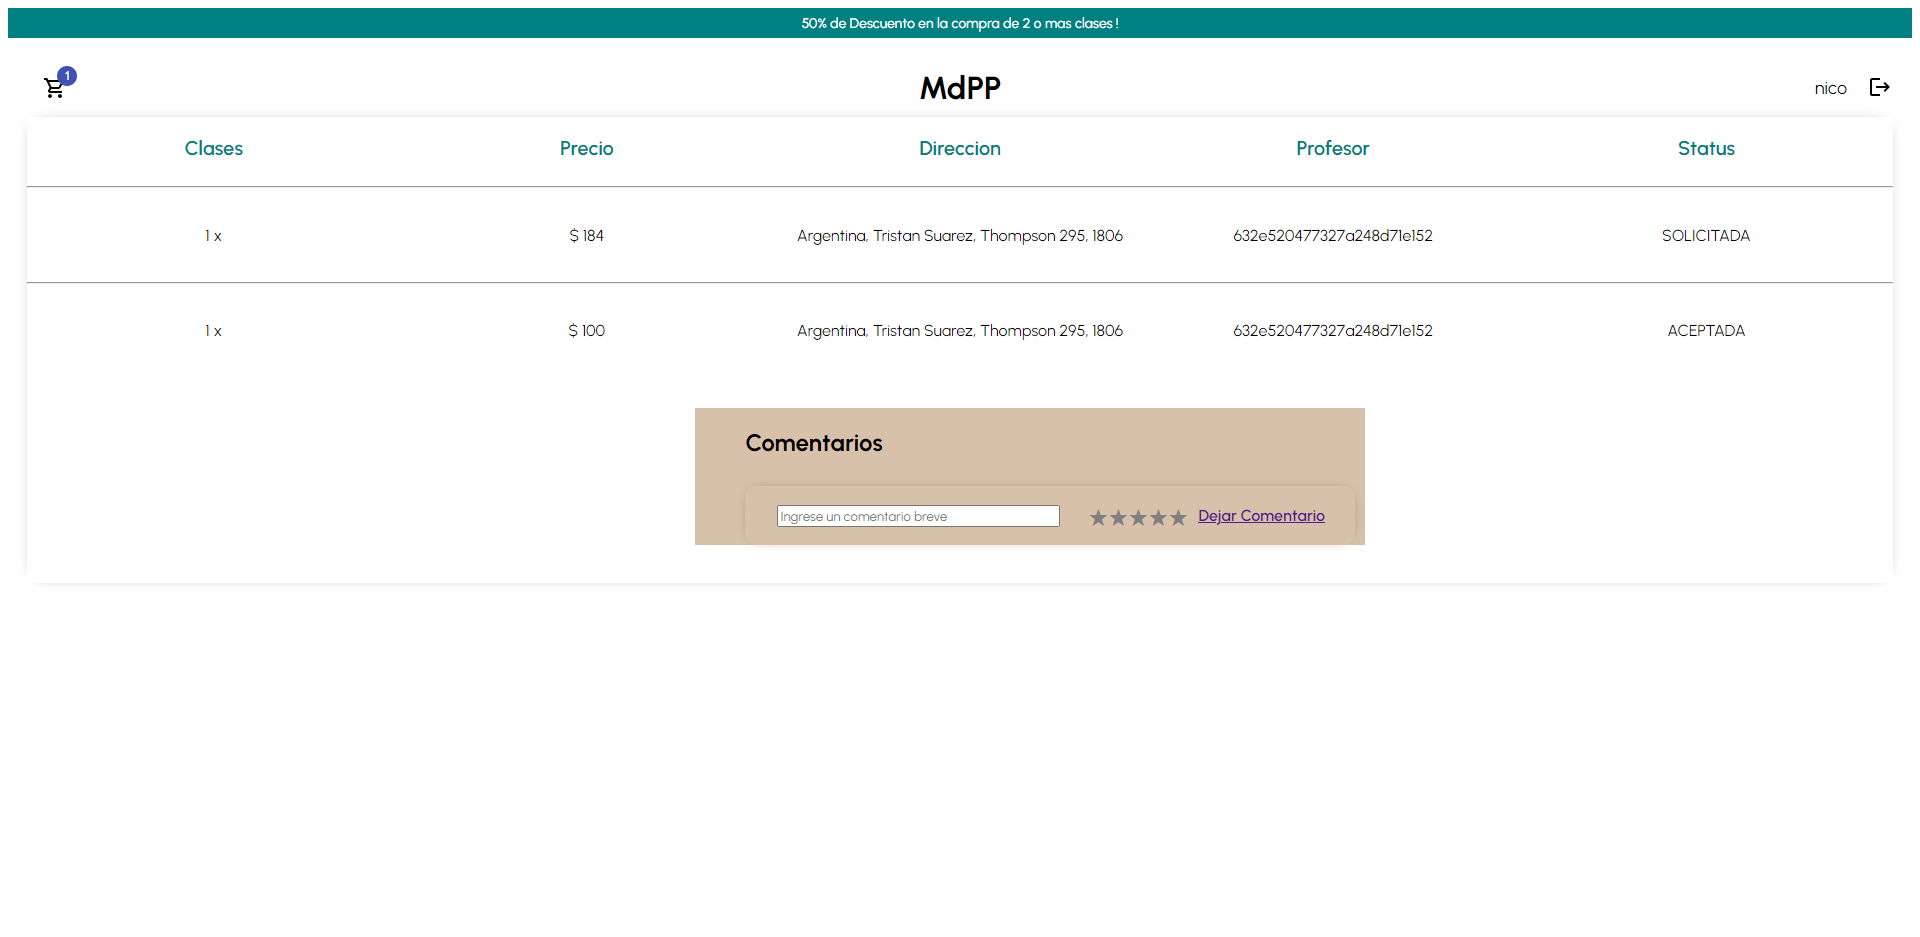 50% de Descuento en la compra de 2 o mas clases !
1
MdPP
nico
Clases Precio Direccion Profesor Status
1 x $ 184 Argentina, Tristan Suarez, Thompson 295, 1806 632e520477327a248d71e152 SOLICITADA
1 x $ 100 Argentina, Tristan Suarez, Thompson 295, 1806 632e520477327a248d71e152 ACEPTADA
Comentarios
Ingrese un comentario breve Dejar Comentario